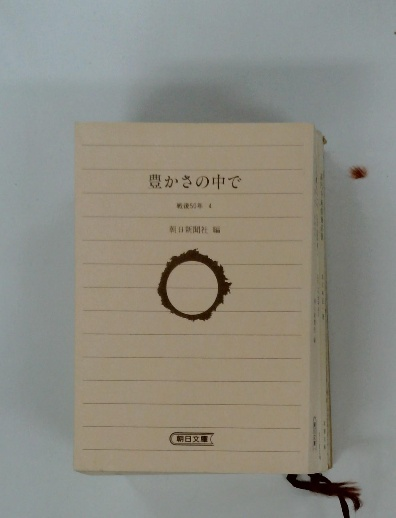 豊かさの中で
戦後50年 4
朝日新聞社 編
朝日文庫